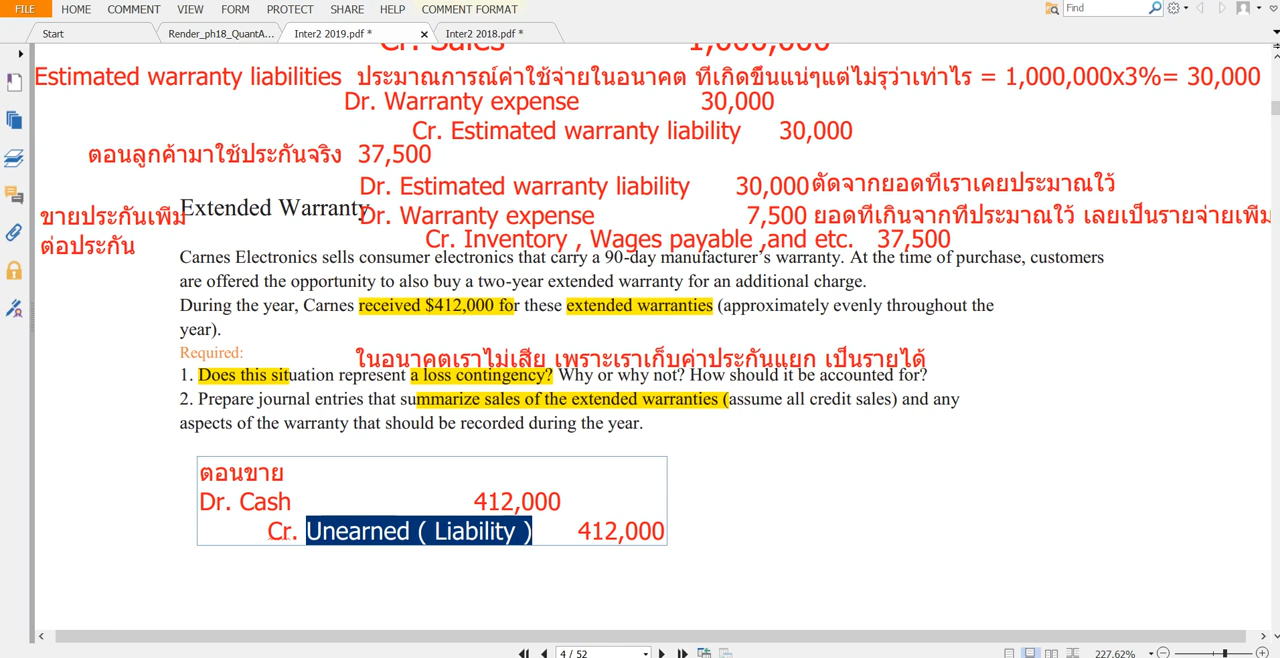 FILE HOME COMMENT VIEW FORM PROTECT SHARE HELP COMMENT FORMAT Find
Start Render_ph18_QuantA... Inter2 2019.pdf * Inter2 2018.pdf *
Cr. Sales 1,000,000
Estimated warranty liabilities ประมาณการณ์ค่าใช้จ่ายในอนาคต ที่เกิดขึ้นแน่ๆแต่ไม่รุว่าเท่าไร = 1,000,000x3%= 30,000
Dr. Warranty expense 30,000
Cr. Estimated warranty liability 30,000
ตอนลูกค้ามาใช้ประกันจริง 37,500
Dr. Estimated warranty liability 30,000 ตัดจากยอดที่เราเคยประมาณใว้
ขายประกันเพิ่ม Extended Warranty Dr. Warranty expense 7,500 ยอดที่เกินจากที่ประมาณใว้ เลยเป็นรายจ่ายเพิ่ม
ต่อประกัน Cr. Inventory , Wages payable ,and etc. 37,500
Carnes Electronics sells consumer electronics that carry a 90-day manufacturer's warranty. At the time of purchase, customers
are offered the opportunity to also buy a two-year extended warranty for an additional charge.
During the year, Carnes received $412,000 for these extended warranties (approximately evenly throughout the
year).
Required:
ในอนาคตเราไม่เสีย เพราะเราเก็บค่าประกันแยก เป็นรายได้
1. Does this situation represent a loss contingency? Why or why not? How should it be accounted for?
2. Prepare journal entries that summarize sales of the extended warranties (assume all credit sales) and any
aspects of the warranty that should be recorded during the year.
ตอนขาย
Dr. Cash 412,000
Cr. Unearned ( Liability ) 412,000
4 / 52 227.62%